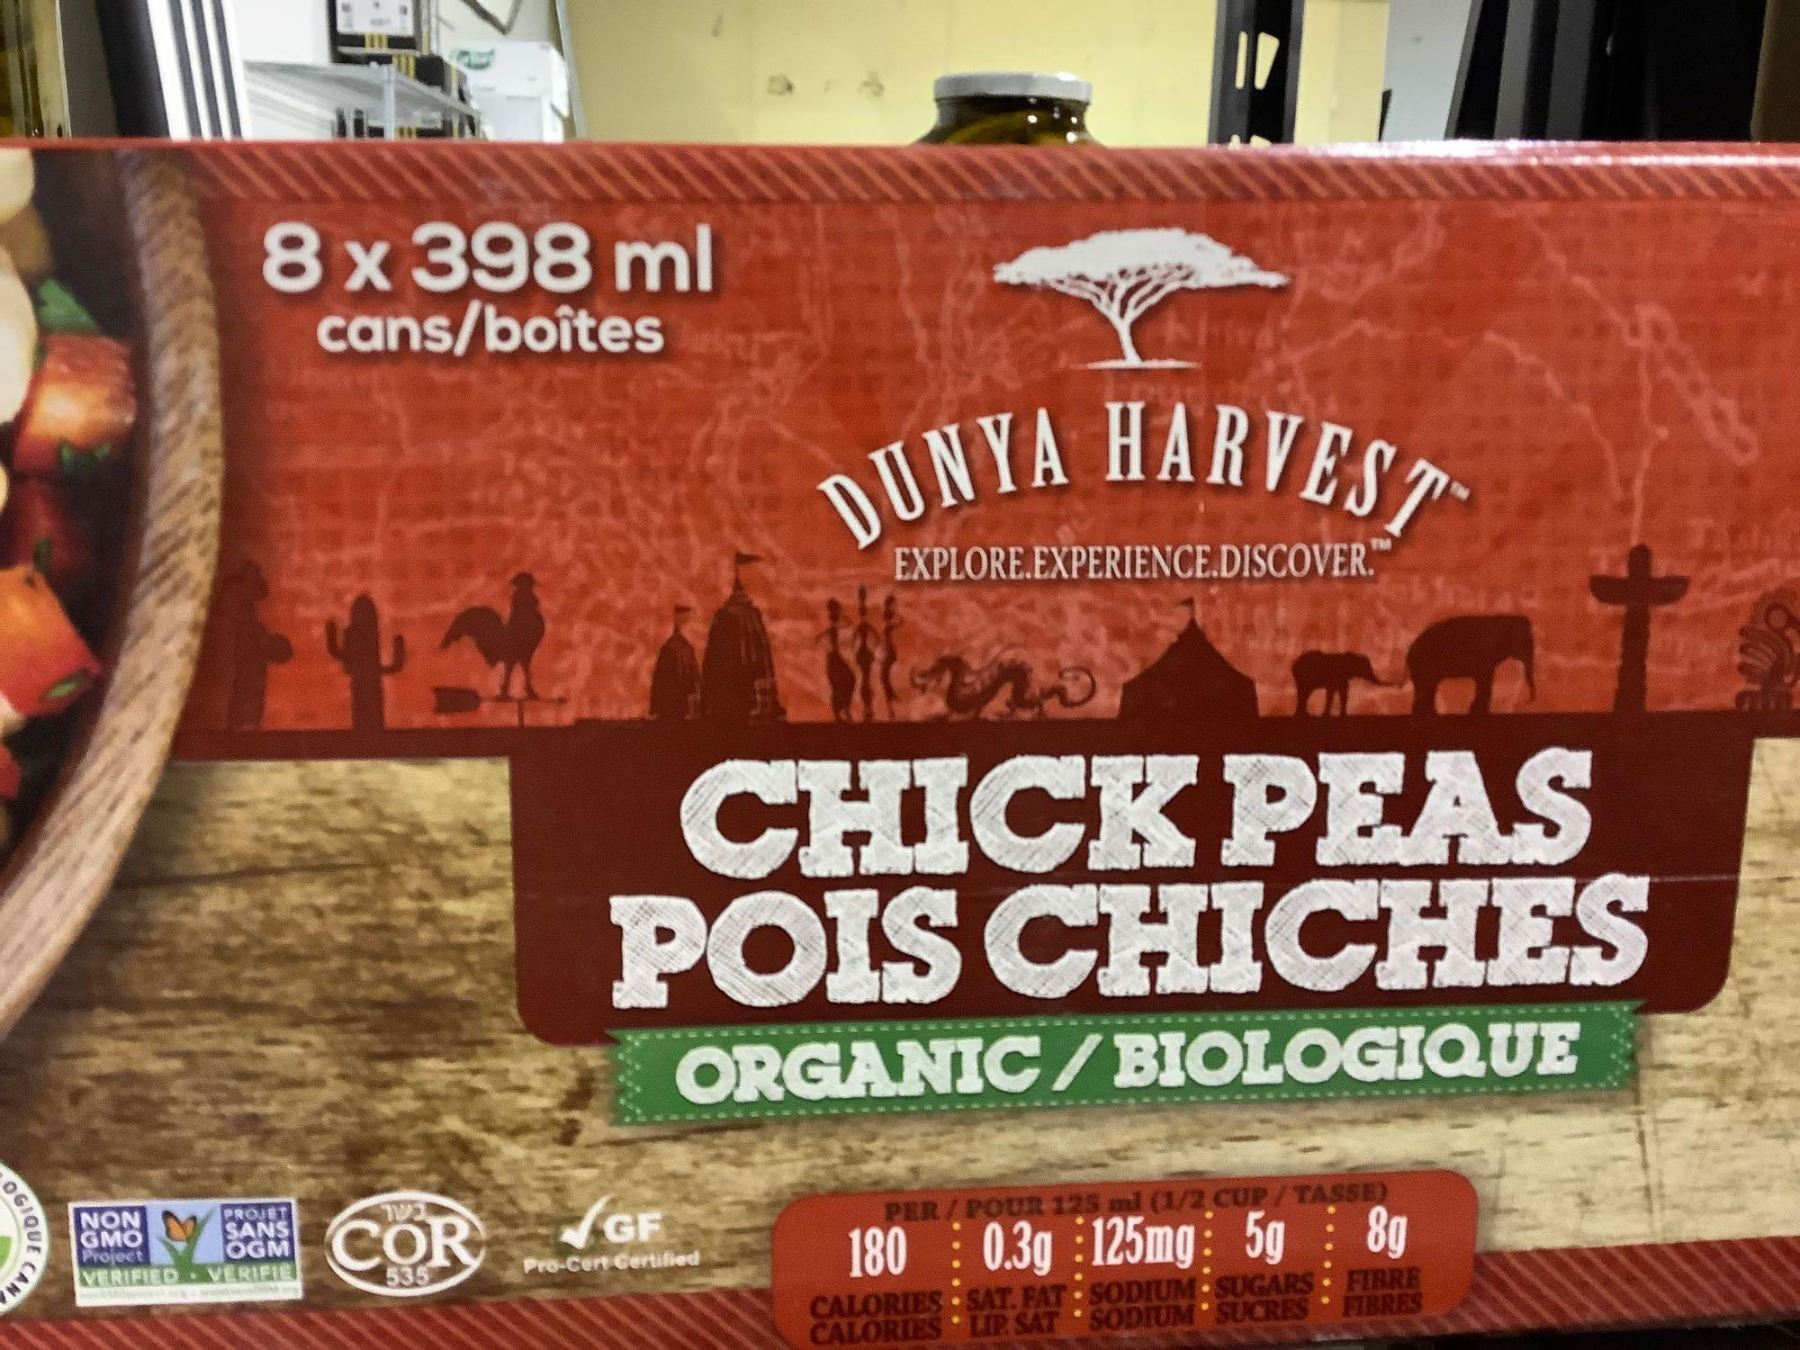 8 x 398 ml
cans/boîtes
DUNYA HARVEST™
EXPLORE.EXPERIENCE.DISCOVER.™
CHICK PEAS
POIS CHICHES
ORGANIC / BIOLOGIQUE
NON
GMO
Project
VERIFIED
PROJET
SANS
OGM
VÉRIFIÉ
כשר
COR
535
GF
Pro-Cert Certified
PER / POUR 125 ml (1/2 CUP / TASSE)
180
CALORIES
CALORIES
0.3g
SAT. FAT
LIP. SAT
125mg
SODIUM
SODIUM
5g
SUGARS
SUCRES
8g
FIBRE
FIBRES